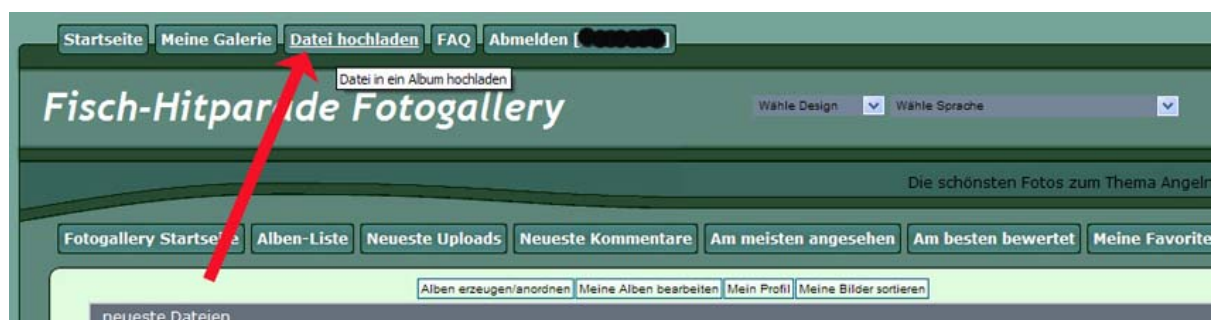 Startseite Meine Galerie Datei hochladen FAQ Abmelden [ ]
Datei in ein Album hochladen
Fisch-Hitparade Fotogallery
Wähle Design Wähle Sprache
Die schönsten Fotos zum Thema Angeln
Fotogallery Startseite Alben-Liste Neueste Uploads Neueste Kommentare Am meisten angesehen Am besten bewertet Meine Favorite
Alben erzeugen/anordnen Meine Alben bearbeiten Mein Profil Meine Bilder sortieren
neueste Dateien